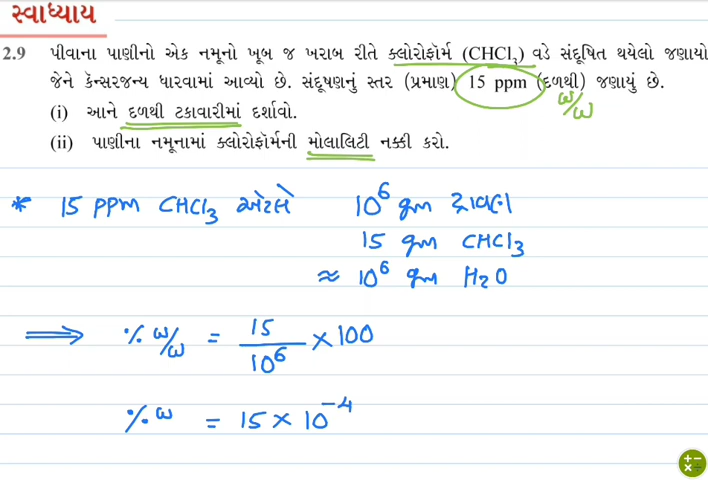 સ્વાધ્યાય
2.9 પીવાના પાણીનો એક નમૂનો ખૂબ જ ખરાબ રીતે ક્લોરોફૉર્મ (CHCl₃) વડે સંદૂષિત થયેલો જણાયો
જેને કૅન્સરજન્ય ધારવામાં આવ્યો છે. સંદૂષણનું સ્તર (પ્રમાણ) 15 ppm (દળથી) જણાયું છે.
w/w
(i) આને દળથી ટકાવારીમાં દર્શાવો.
(ii) પાણીના નમૂનામાં ક્લોરોફૉર્મની મોલાલિટી નક્કી કરો.
* 15 ppm CHCl₃ એટલે 10⁶ gm દ્રાવણ
15 gm CHCl₃
≈ 10⁶ gm H₂O
⟹ % w/w = 15/10⁶ × 100
% w = 15 × 10⁻⁴